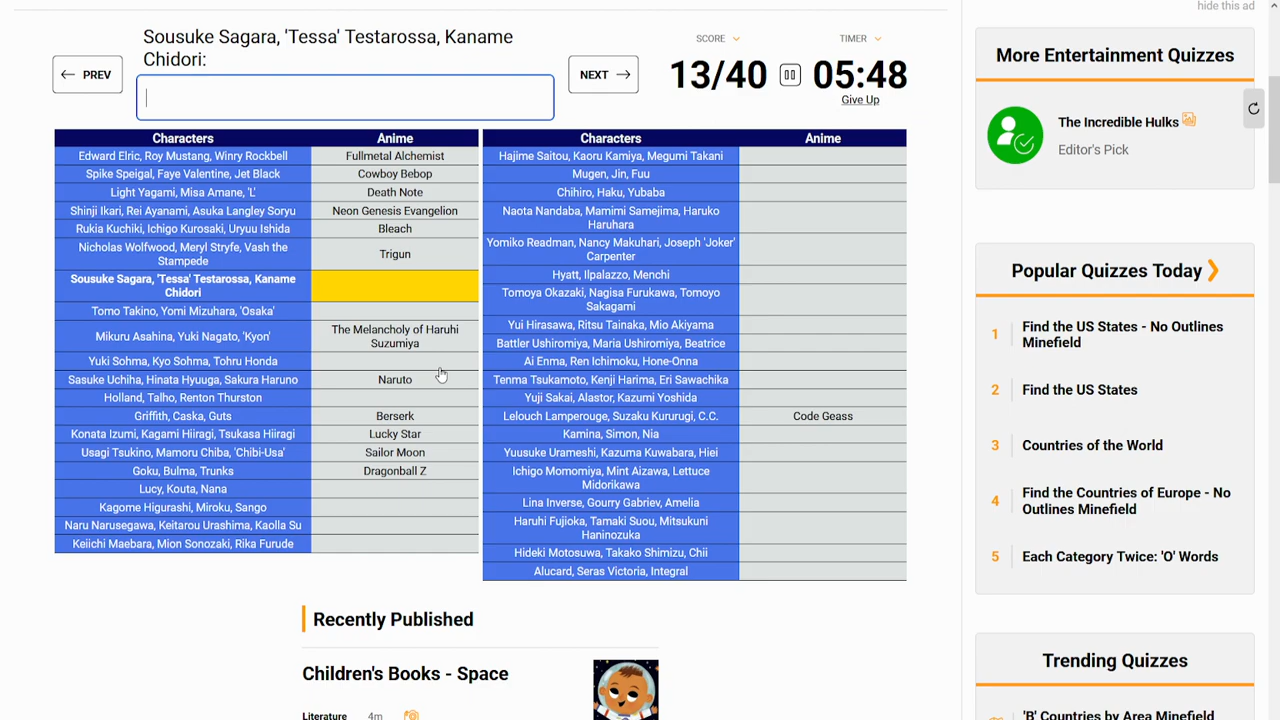 hide this ad
Sousuke Sagara, 'Tessa' Testarossa, Kaname
Chidori:
← PREV
NEXT →
SCORE
TIMER
13/40
05:48
Give Up
Characters Anime
Edward Elric, Roy Mustang, Winry Rockbell Fullmetal Alchemist
Spike Speigal, Faye Valentine, Jet Black Cowboy Bebop
Light Yagami, Misa Amane, 'L' Death Note
Shinji Ikari, Rei Ayanami, Asuka Langley Soryu Neon Genesis Evangelion
Rukia Kuchiki, Ichigo Kurosaki, Uryuu Ishida Bleach
Nicholas Wolfwood, Meryl Stryfe, Vash the
Stampede
Trigun
Sousuke Sagara, 'Tessa' Testarossa, Kaname
Chidori
Tomo Takino, Yomi Mizuhara, 'Osaka'
Mikuru Asahina, Yuki Nagato, 'Kyon'
The Melancholy of Haruhi
Suzumiya
Yuki Sohma, Kyo Sohma, Tohru Honda
Sasuke Uchiha, Hinata Hyuuga, Sakura Haruno Naruto
Holland, Talho, Renton Thurston
Griffith, Caska, Guts Berserk
Konata Izumi, Kagami Hiiragi, Tsukasa Hiiragi Lucky Star
Usagi Tsukino, Mamoru Chiba, 'Chibi-Usa' Sailor Moon
Goku, Bulma, Trunks Dragonball Z
Lucy, Kouta, Nana
Kagome Higurashi, Miroku, Sango
Naru Narusegawa, Keitarou Urashima, Kaolla Su
Keiichi Maebara, Mion Sonozaki, Rika Furude
Characters Anime
Hajime Saitou, Kaoru Kamiya, Megumi Takani
Mugen, Jin, Fuu
Chihiro, Haku, Yubaba
Naota Nandaba, Mamimi Samejima, Haruko
Haruhara
Yomiko Readman, Nancy Makuhari, Joseph 'Joker'
Carpenter
Hyatt, Ilpalazzo, Menchi
Tomoya Okazaki, Nagisa Furukawa, Tomoyo
Sakagami
Yui Hirasawa, Ritsu Tainaka, Mio Akiyama
Battler Ushiromiya, Maria Ushiromiya, Beatrice
Ai Enma, Ren Ichimoku, Hone-Onna
Tenma Tsukamoto, Kenji Harima, Eri Sawachika
Yuji Sakai, Alastor, Kazumi Yoshida
Lelouch Lamperouge, Suzaku Kururugi, C.C. Code Geass
Kamina, Simon, Nia
Yuusuke Urameshi, Kazuma Kuwabara, Hiei
Ichigo Momomiya, Mint Aizawa, Lettuce
Midorikawa
Lina Inverse, Gourry Gabriev, Amelia
Haruhi Fujioka, Tamaki Suou, Mitsukuni
Haninozuka
Hideki Motosuwa, Takako Shimizu, Chii
Alucard, Seras Victoria, Integral
Recently Published
Children's Books - Space
Literature 4m
More Entertainment Quizzes
The Incredible Hulks
Editor's Pick
Popular Quizzes Today
1 Find the US States - No Outlines
Minefield
2 Find the US States
3 Countries of the World
4 Find the Countries of Europe - No
Outlines Minefield
5 Each Category Twice: 'O' Words
Trending Quizzes
'B' Countries by Area Minefield